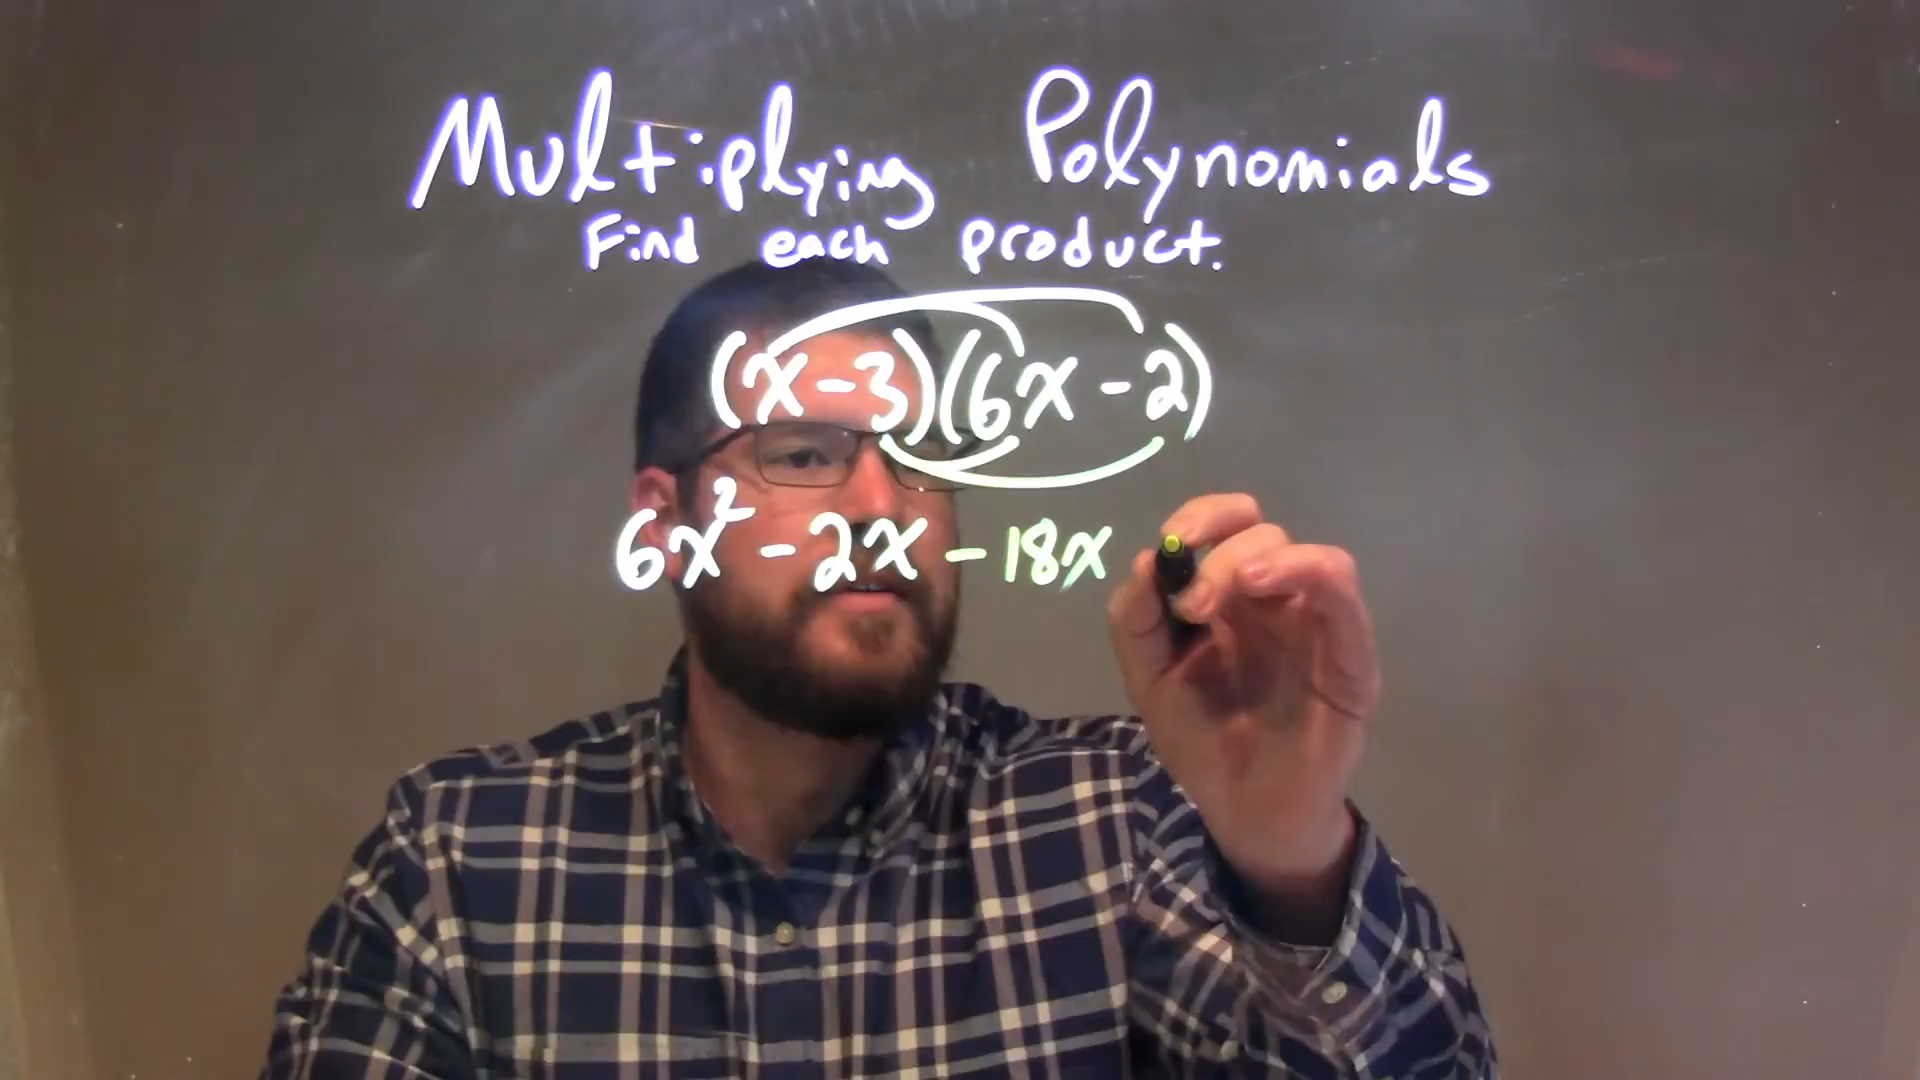 Multiplying Polynomials
Find each product.
(x-3)(6x-2)
6x² - 2x - 18x